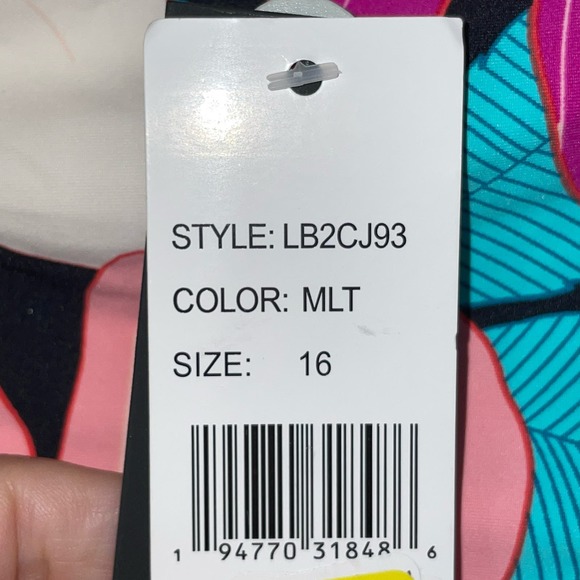 STYLE: LB2CJ93
COLOR: MLT
SIZE: 16
1 94770 31848 6